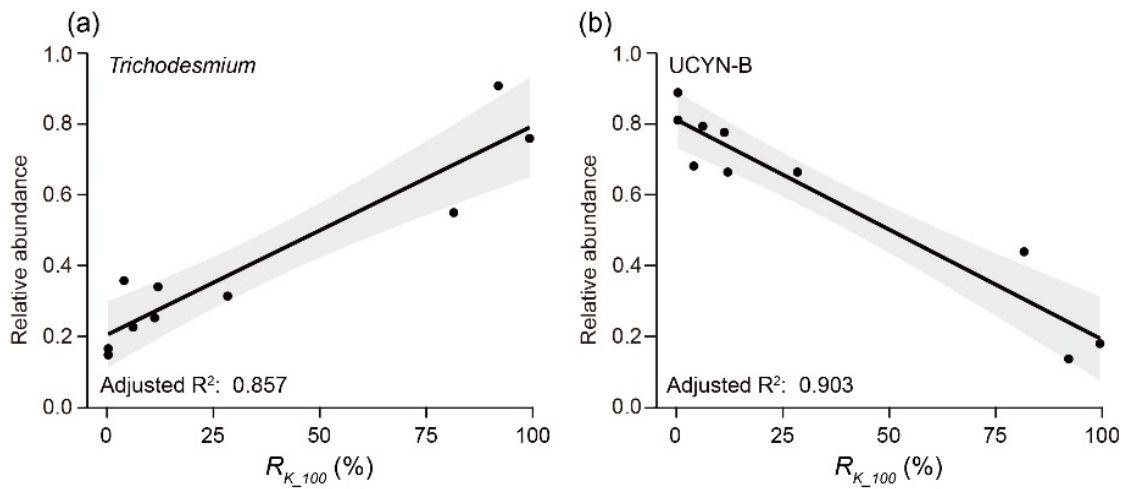 (a)
Trichodesmium
Relative abundance
1.0
0.8
0.6
0.4
0.2
0.0
Adjusted R²: 0.857
0 25 50 75 100
R_K_100 (%)
(b)
UCYN-B
Relative abundance
1.0
0.8
0.6
0.4
0.2
0.0
Adjusted R²: 0.903
0 25 50 75 100
R_K_100 (%)